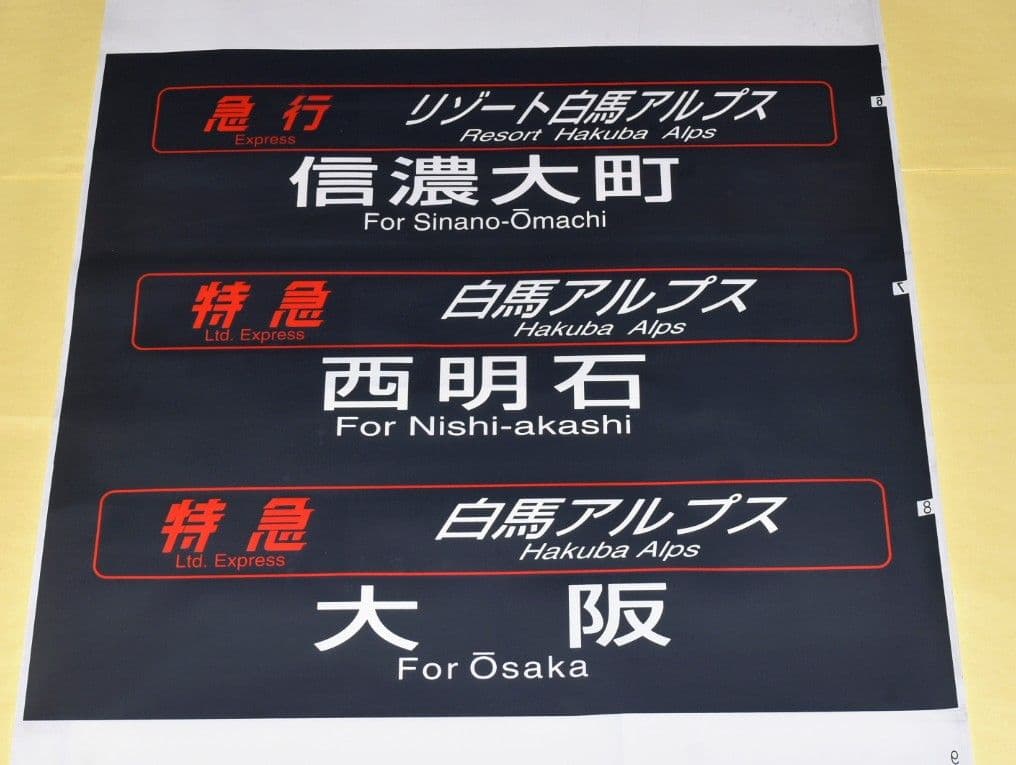 急行 リゾート白馬アルプス
Express Resort Hakuba Alps
信濃大町
For Sinano-Ōmachi
特急 白馬アルプス
Ltd. Express Hakuba Alps
西明石
For Nishi-akashi
7
特急 白馬アルプス
Ltd. Express Hakuba Alps
8
大阪
For Ōsaka